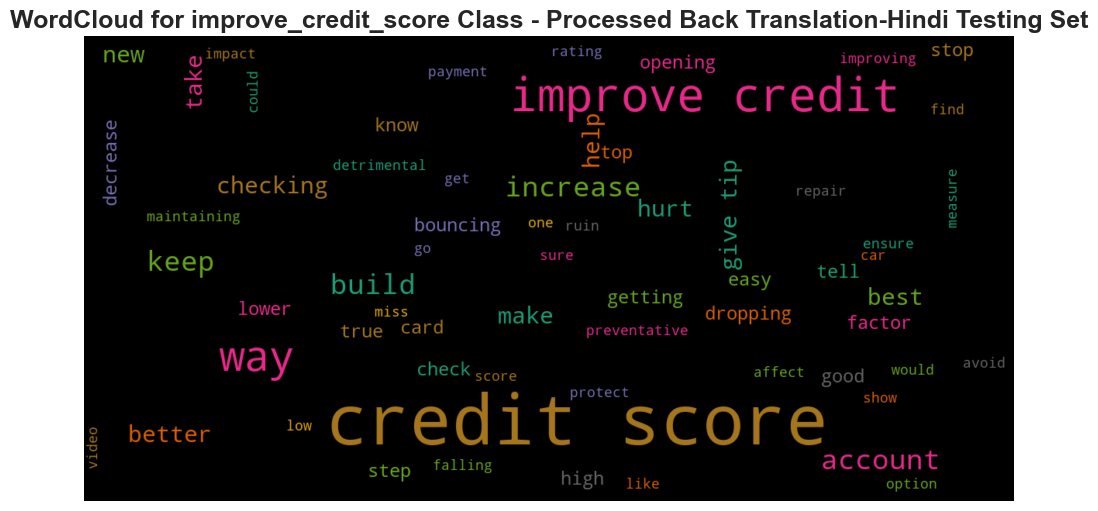 WordCloud for improve_credit_score Class - Processed Back Translation-Hindi Testing Set
new
impact
take
could
payment
rating
opening
improving
stop
improve credit
find
decrease
know
help
top
detrimental
checking
get
increase
give tip
repair
measure
maintaining
bouncing
one
ruin
hurt
go
sure
ensure
car
keep
build
tell
easy
getting
best
lower
miss
true
card
make
preventative
dropping
factor
way
check
score
affect
good
would
avoid
protect
show
credit score
video
better
low
step
falling
high
like
account
option